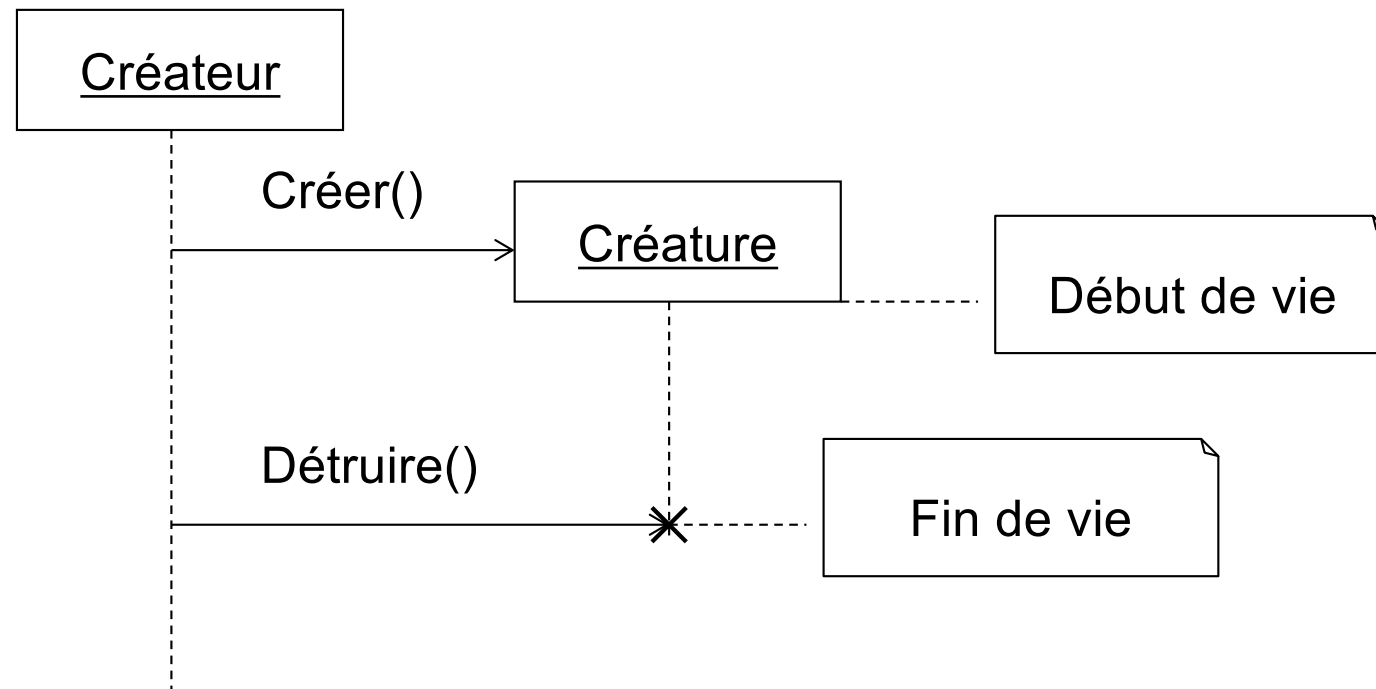 Créateur
Créer()
Créature
Début de vie
Détruire()
Fin de vie